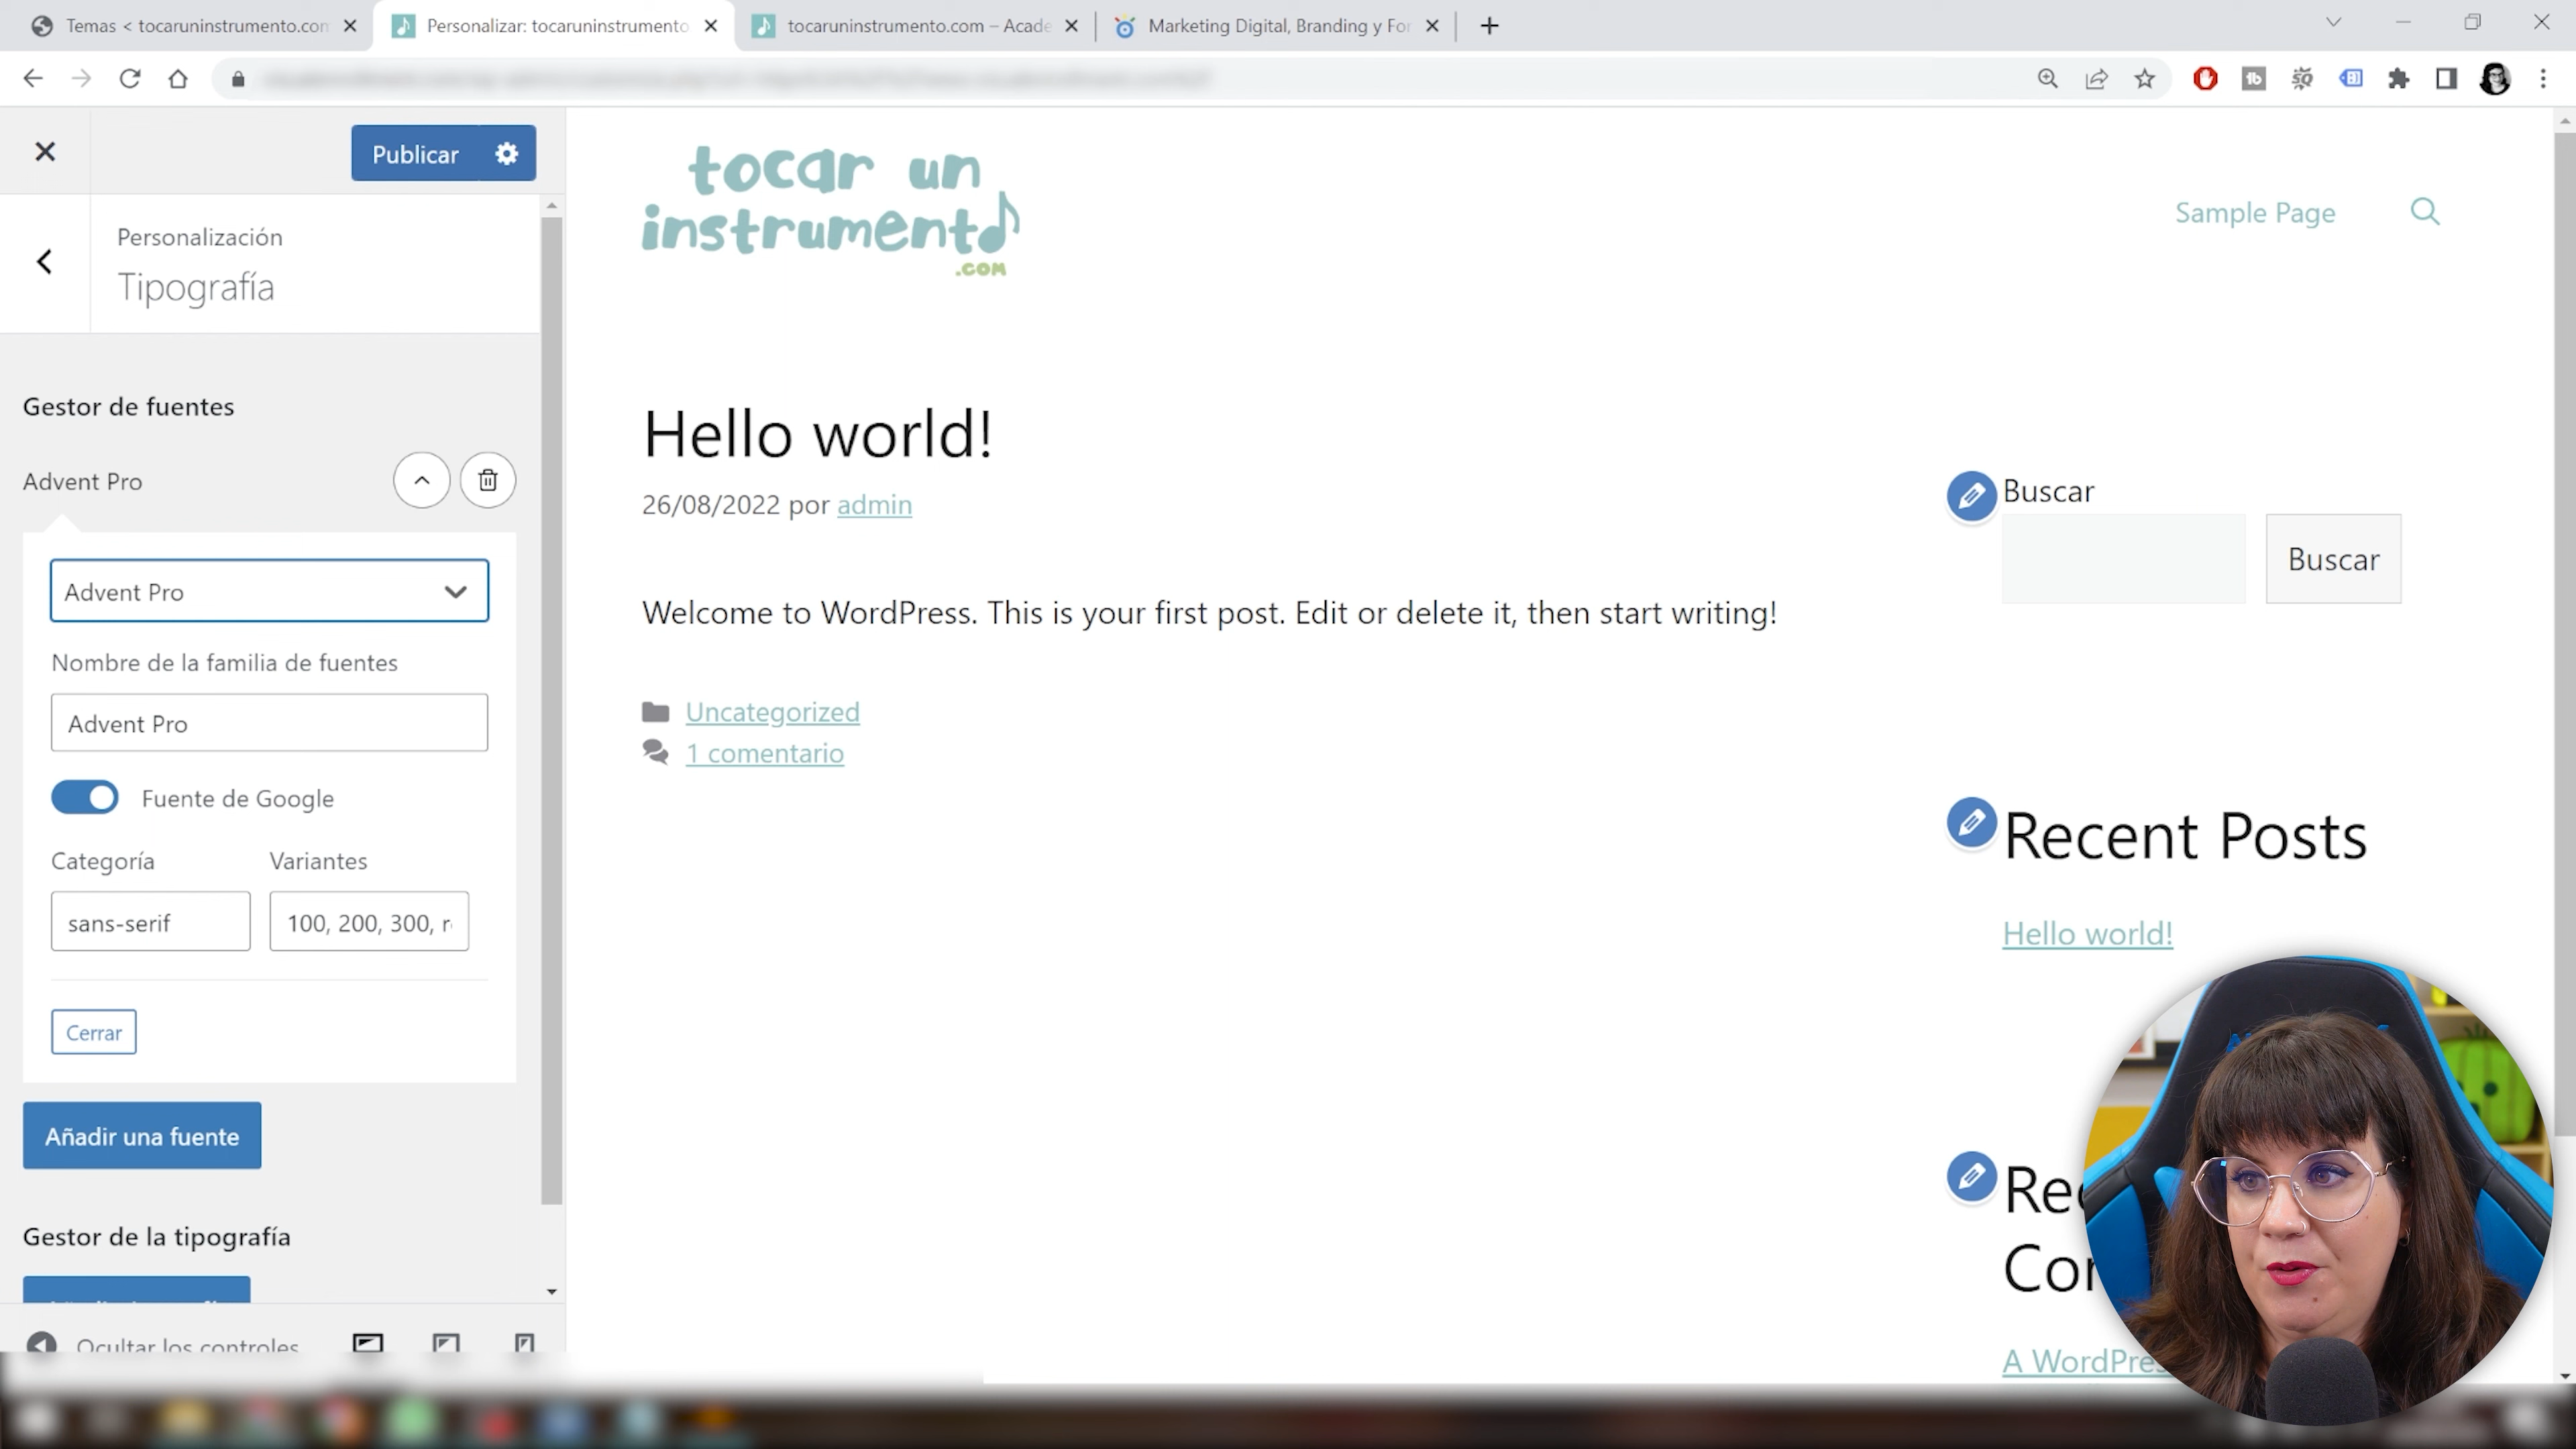 Temas < tocaruninstrumento.com
Personalizar: tocaruninstrumento
tocaruninstrumento.com – Acade
Marketing Digital, Branding y For
Publicar
Personalización
Tipografía
Gestor de fuentes
Advent Pro
Advent Pro
Nombre de la familia de fuentes
Advent Pro
Fuente de Google
Categoría
Variantes
sans-serif
100, 200, 300, r
Cerrar
Añadir una fuente
Gestor de la tipografía
Ocultar los controles
tocar un
instrumento
.com
Sample Page
Hello world!
26/08/2022 por admin
Welcome to WordPress. This is your first post. Edit or delete it, then start writing!
Uncategorized
1 comentario
Buscar
Buscar
Recent Posts
Hello world!
Rec
Com
A WordPres